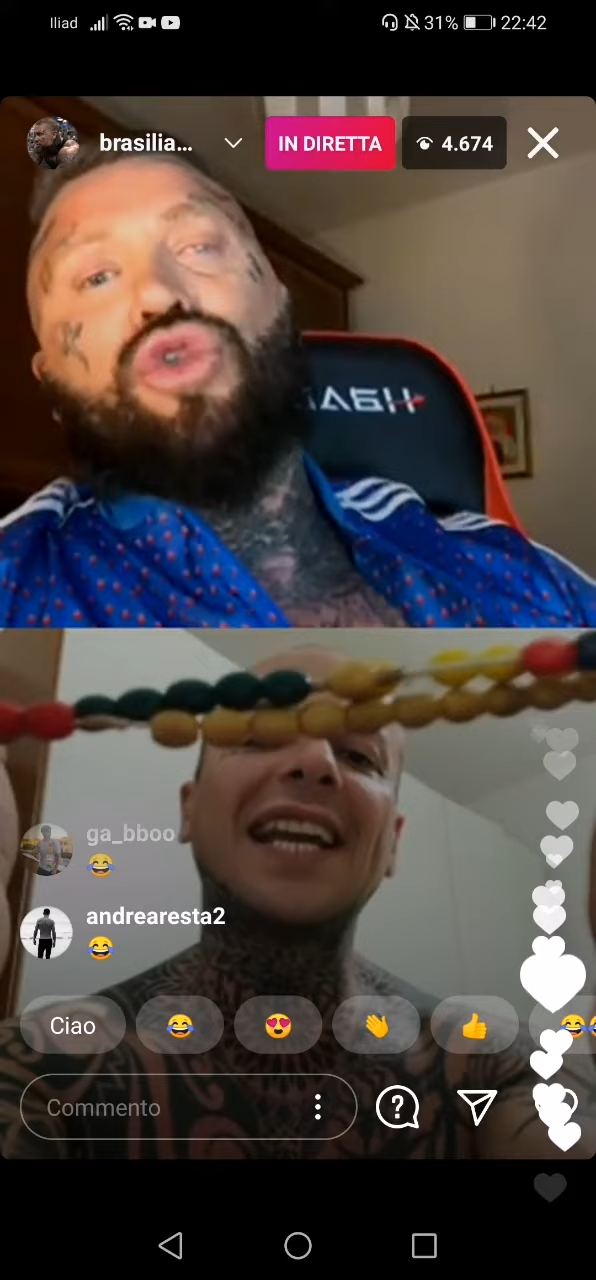 Iliad
31%
22:42
brasilia...
IN DIRETTA
4.674
ga_bboo
andrearesta2
Ciao
Commento